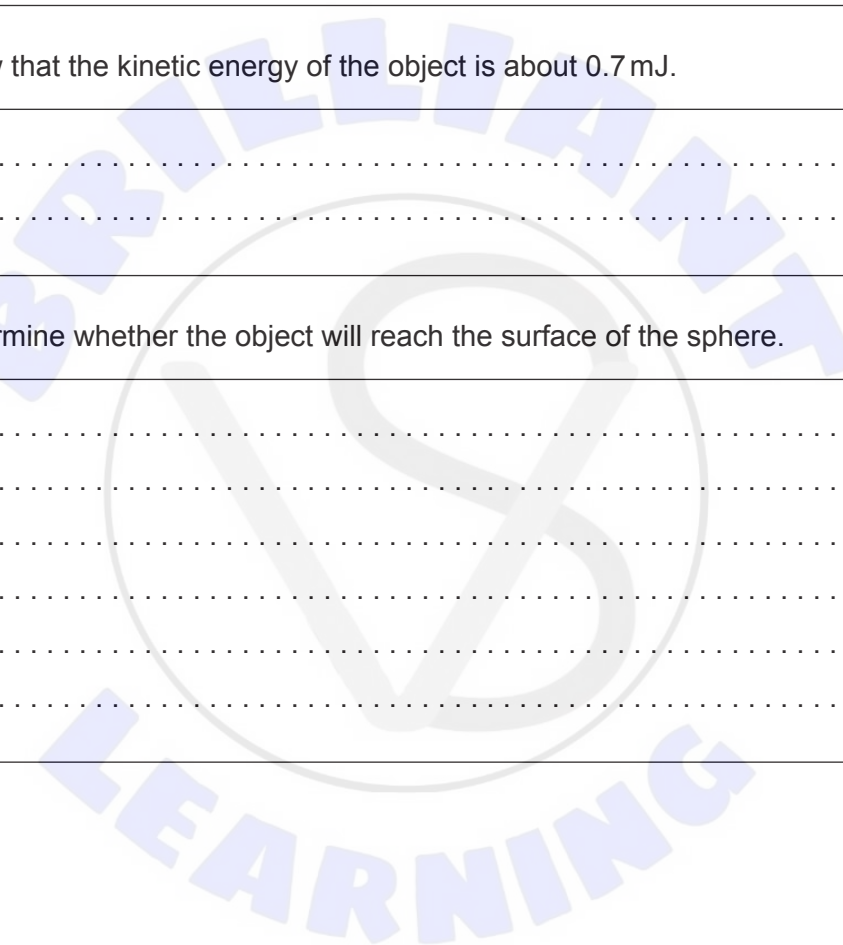 that the kinetic energy of the object is about 0.7 mJ.
whether the object will reach the surface of the sphere.
BRILLIANT
VS
LEARNING